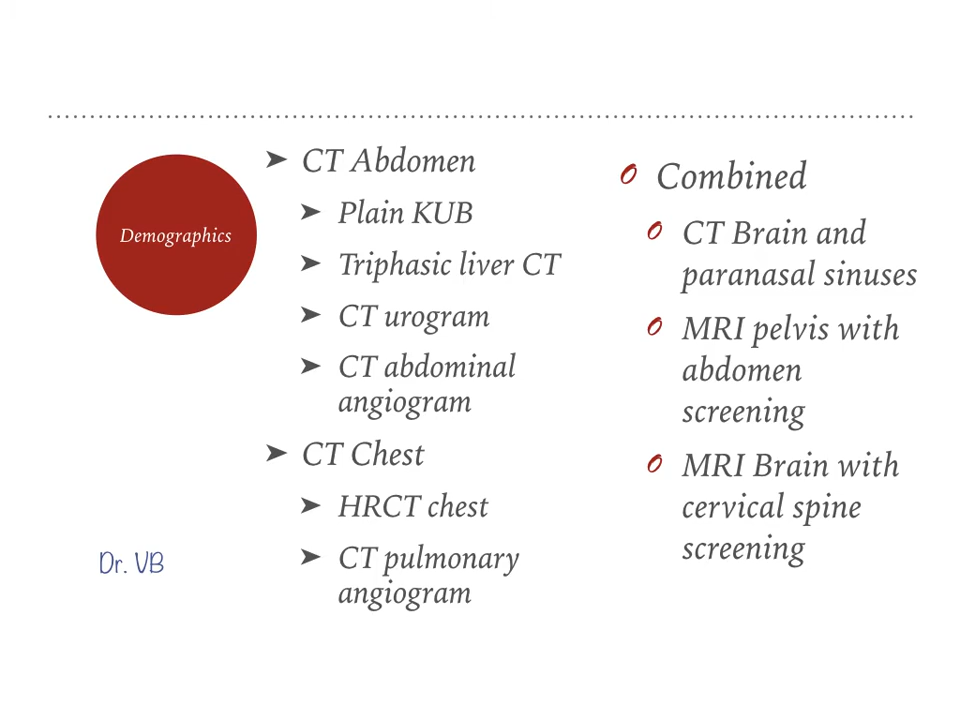 Demographics
CT Abdomen
Plain KUB
Triphasic liver CT
CT urogram
CT abdominal
angiogram
CT Chest
HRCT chest
CT pulmonary
angiogram
Combined
CT Brain and
paranasal sinuses
MRI pelvis with
abdomen
screening
MRI Brain with
cervical spine
screening
Dr. VB